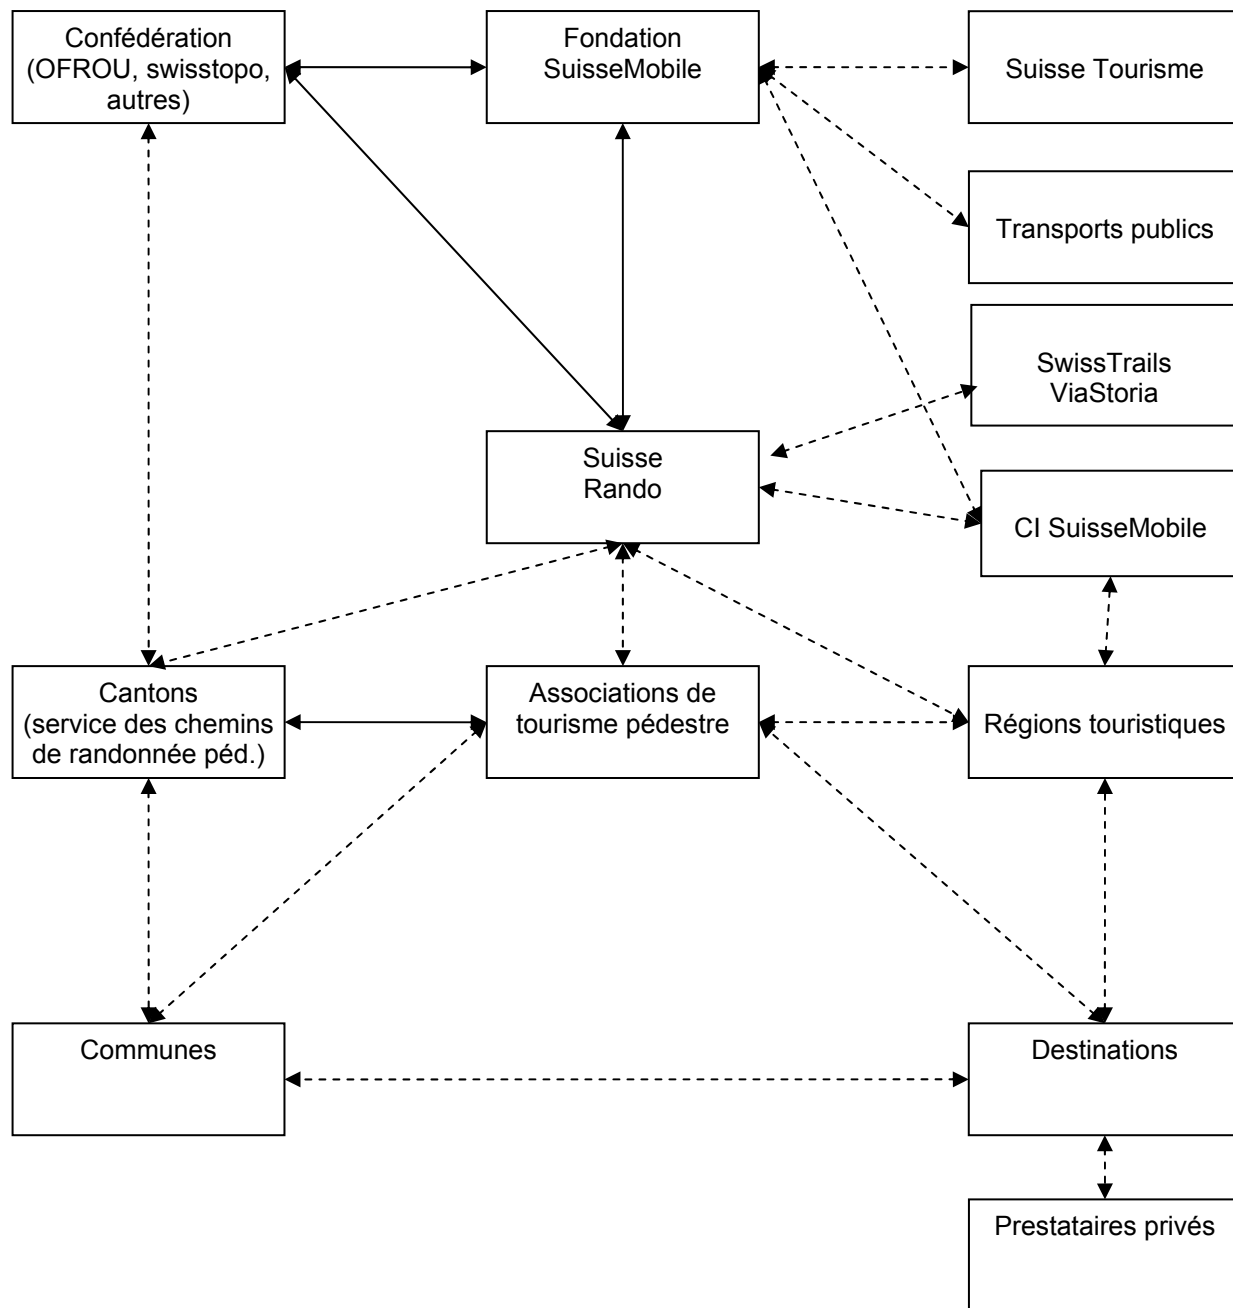 Confédération
(OFROU, swisstopo,
autres)
Fondation
SuisseMobile
Suisse Tourisme
Transports publics
SwissTrails
ViaStoria
Suisse
Rando
CI SuisseMobile
Cantons
(service des chemins
de randonnée péd.)
Associations de
tourisme pédestre
Régions touristiques
Communes
Destinations
Prestataires privés